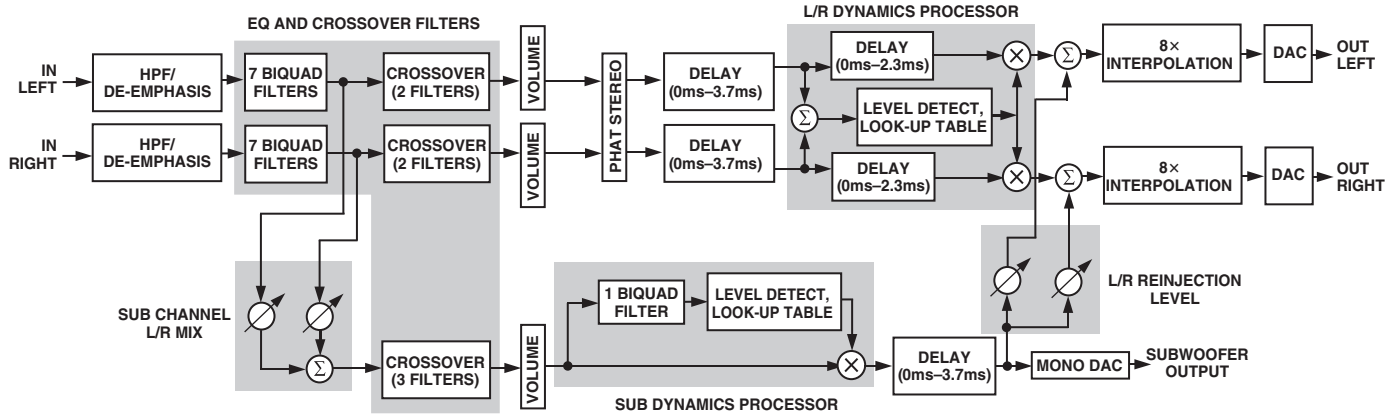 EQ AND CROSSOVER FILTERS
L/R DYNAMICS PROCESSOR
IN
LEFT
HPF/
DE-EMPHASIS
7 BIQUAD
FILTERS
CROSSOVER
(2 FILTERS)
VOLUME
PHAT STEREO
DELAY
(0ms–3.7ms)
DELAY
(0ms–2.3ms)
×
Σ
8×
INTERPOLATION
DAC
OUT
LEFT
Σ
LEVEL DETECT,
LOOK-UP TABLE
IN
RIGHT
HPF/
DE-EMPHASIS
7 BIQUAD
FILTERS
CROSSOVER
(2 FILTERS)
VOLUME
DELAY
(0ms–3.7ms)
DELAY
(0ms–2.3ms)
×
Σ
8×
INTERPOLATION
DAC
OUT
RIGHT
SUB CHANNEL
L/R MIX
Σ
CROSSOVER
(3 FILTERS)
VOLUME
1 BIQUAD
FILTER
LEVEL DETECT,
LOOK-UP TABLE
×
SUB DYNAMICS PROCESSOR
DELAY
(0ms–3.7ms)
L/R REINJECTION
LEVEL
MONO DAC
SUBWOOFER
OUTPUT